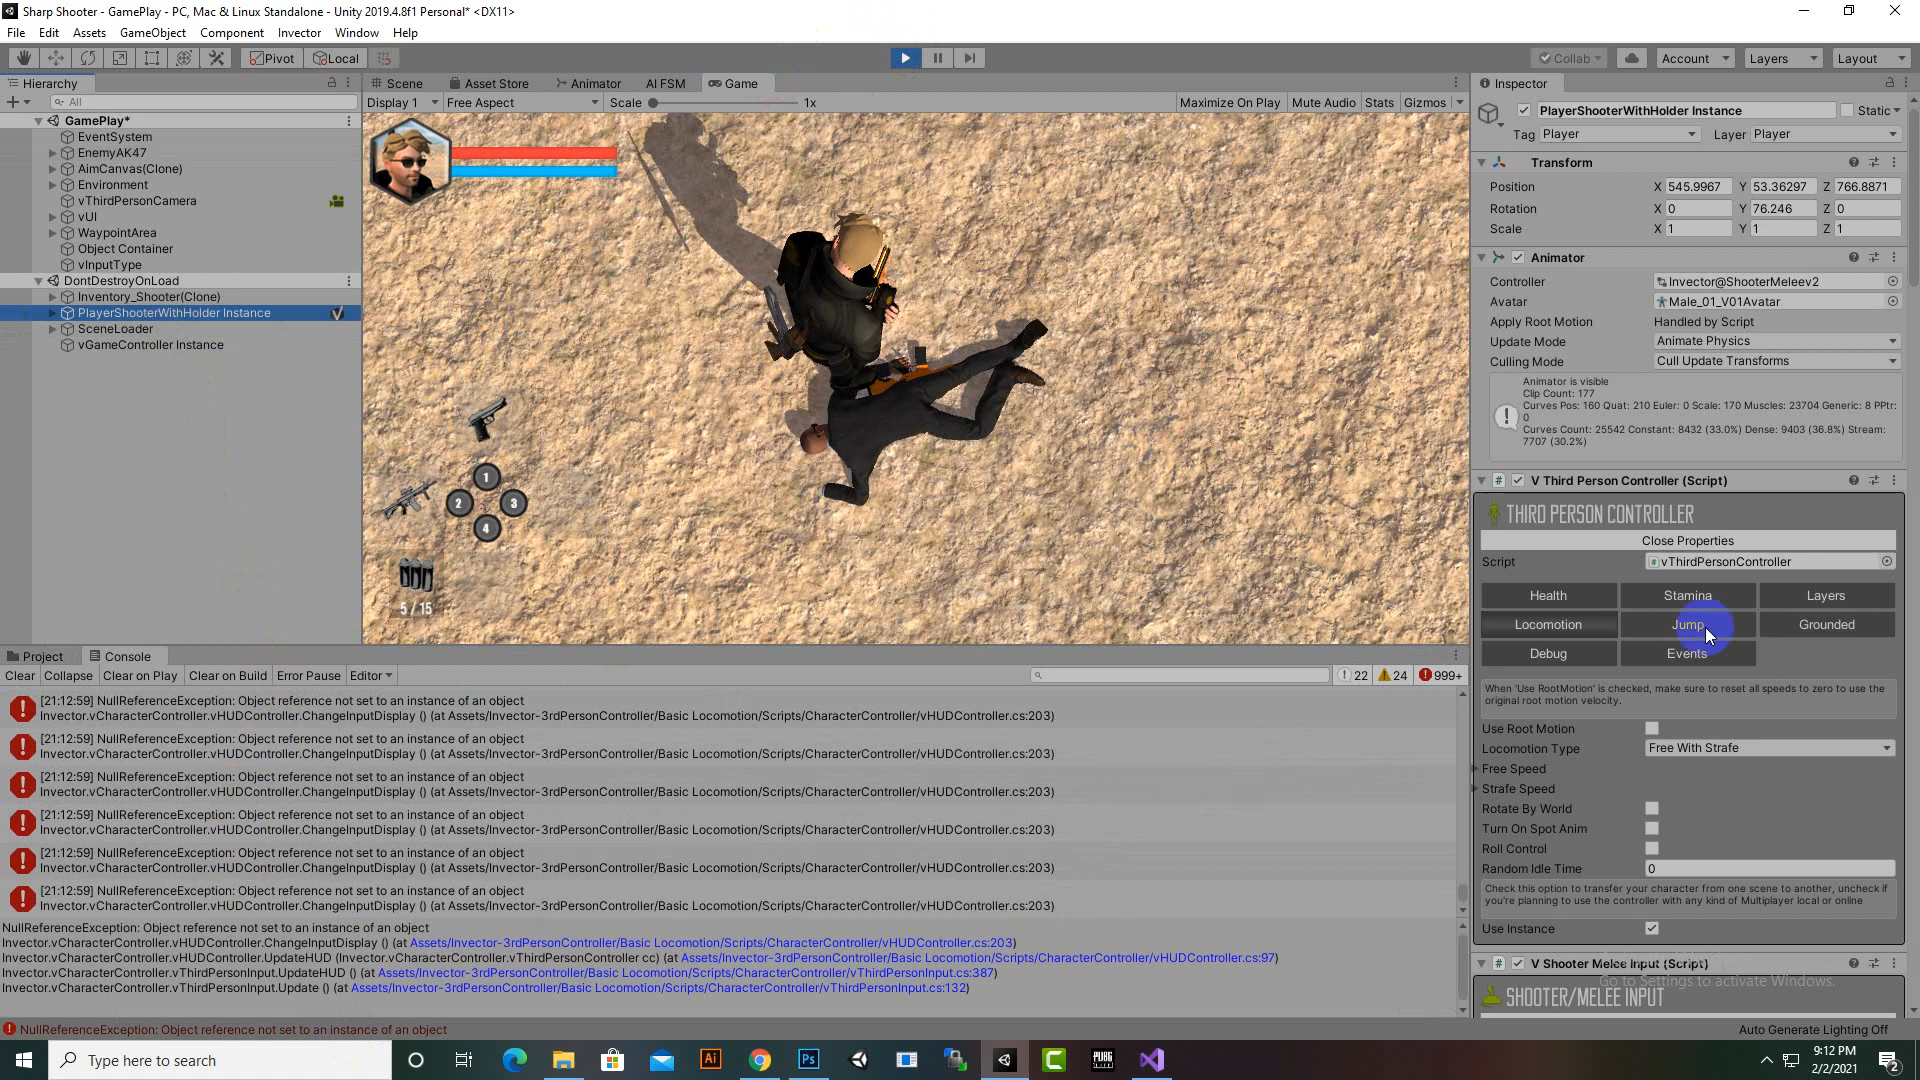 Sharp Shooter - GamePlay - PC, Mac & Linux Standalone - Unity 2019.4.8f1 Personal* <DX11>
File Edit Assets GameObject Component Invector Window Help
Pivot Local Collab Account Layers Layout
Hierarchy
All
GamePlay*
EventSystem
EnemyAK47
AimCanvas(Clone)
Environment
vThirdPersonCamera
vUI
WaypointArea
Object Container
vInputType
DontDestroyOnLoad
Inventory_Shooter(Clone)
PlayerShooterWithHolder Instance
SceneLoader
vGameController Instance
Scene Asset Store Animator AI FSM Game
Display 1 Free Aspect Scale 1x Maximize On Play Mute Audio Stats Gizmos
1
2 3
4
5 / 15
Inspector
PlayerShooterWithHolder Instance Static
Tag Player Layer Player
Transform
Position X 545.9967 Y 53.36297 Z 766.8871
Rotation X 0 Y 76.246 Z 0
Scale X 1 Y 1 Z 1
Animator
Controller Invector@ShooterMeleev2
Avatar Male_01_V01Avatar
Apply Root Motion Handled by Script
Update Mode Animate Physics
Culling Mode Cull Update Transforms
Animator is visible
Clip Count: 177
Curves Pos: 160 Quat: 210 Euler: 0 Scale: 170 Muscles: 23704 Generic: 8 PPtr:
0
Curves Count: 25542 Constant: 8432 (33.0%) Dense: 9403 (36.8%) Stream:
7707 (30.2%)
V Third Person Controller (Script)
THIRD PERSON CONTROLLER
Close Properties
Script vThirdPersonController
Health Stamina Layers
Locomotion Jump Grounded
Debug Events
When 'Use RootMotion' is checked, make sure to reset all speeds to zero to use the
original root motion velocity.
Use Root Motion
Locomotion Type Free With Strafe
Free Speed
Strafe Speed
Rotate By World
Turn On Spot Anim
Roll Control
Random Idle Time 0
Check this option to transfer your character from one scene to another, uncheck if
you're planning to use the controller with any kind of Multiplayer local or online
Use Instance
V Shooter Melee Input (Script)
Go to Settings to activate Windows.
SHOOTER/MELEE INPUT
Project Console
Clear Collapse Clear on Play Clear on Build Error Pause Editor 22 24 999+
[21:12:59] NullReferenceException: Object reference not set to an instance of an object
Invector.vCharacterController.vHUDController.ChangeInputDisplay () (at Assets/Invector-3rdPersonController/Basic Locomotion/Scripts/CharacterController/vHUDController.cs:203)
[21:12:59] NullReferenceException: Object reference not set to an instance of an object
Invector.vCharacterController.vHUDController.ChangeInputDisplay () (at Assets/Invector-3rdPersonController/Basic Locomotion/Scripts/CharacterController/vHUDController.cs:203)
[21:12:59] NullReferenceException: Object reference not set to an instance of an object
Invector.vCharacterController.vHUDController.ChangeInputDisplay () (at Assets/Invector-3rdPersonController/Basic Locomotion/Scripts/CharacterController/vHUDController.cs:203)
[21:12:59] NullReferenceException: Object reference not set to an instance of an object
Invector.vCharacterController.vHUDController.ChangeInputDisplay () (at Assets/Invector-3rdPersonController/Basic Locomotion/Scripts/CharacterController/vHUDController.cs:203)
[21:12:59] NullReferenceException: Object reference not set to an instance of an object
Invector.vCharacterController.vHUDController.ChangeInputDisplay () (at Assets/Invector-3rdPersonController/Basic Locomotion/Scripts/CharacterController/vHUDController.cs:203)
[21:12:59] NullReferenceException: Object reference not set to an instance of an object
Invector.vCharacterController.vHUDController.ChangeInputDisplay () (at Assets/Invector-3rdPersonController/Basic Locomotion/Scripts/CharacterController/vHUDController.cs:203)
NullReferenceException: Object reference not set to an instance of an object
Invector.vCharacterController.vHUDController.ChangeInputDisplay () (at Assets/Invector-3rdPersonController/Basic Locomotion/Scripts/CharacterController/vHUDController.cs:203)
Invector.vCharacterController.vHUDController.UpdateHUD (Invector.vCharacterController.vThirdPersonController cc) (at Assets/Invector-3rdPersonController/Basic Locomotion/Scripts/CharacterController/vHUDController.cs:97)
Invector.vCharacterController.vThirdPersonInput.UpdateHUD () (at Assets/Invector-3rdPersonController/Basic Locomotion/Scripts/CharacterController/vThirdPersonInput.cs:387)
Invector.vCharacterController.vThirdPersonInput.Update () (at Assets/Invector-3rdPersonController/Basic Locomotion/Scripts/CharacterController/vThirdPersonInput.cs:132)
NullReferenceException: Object reference not set to an instance of an object
Auto Generate Lighting Off
Type here to search
Ai
Ps
PUBG
9:12 PM
2/2/2021
2